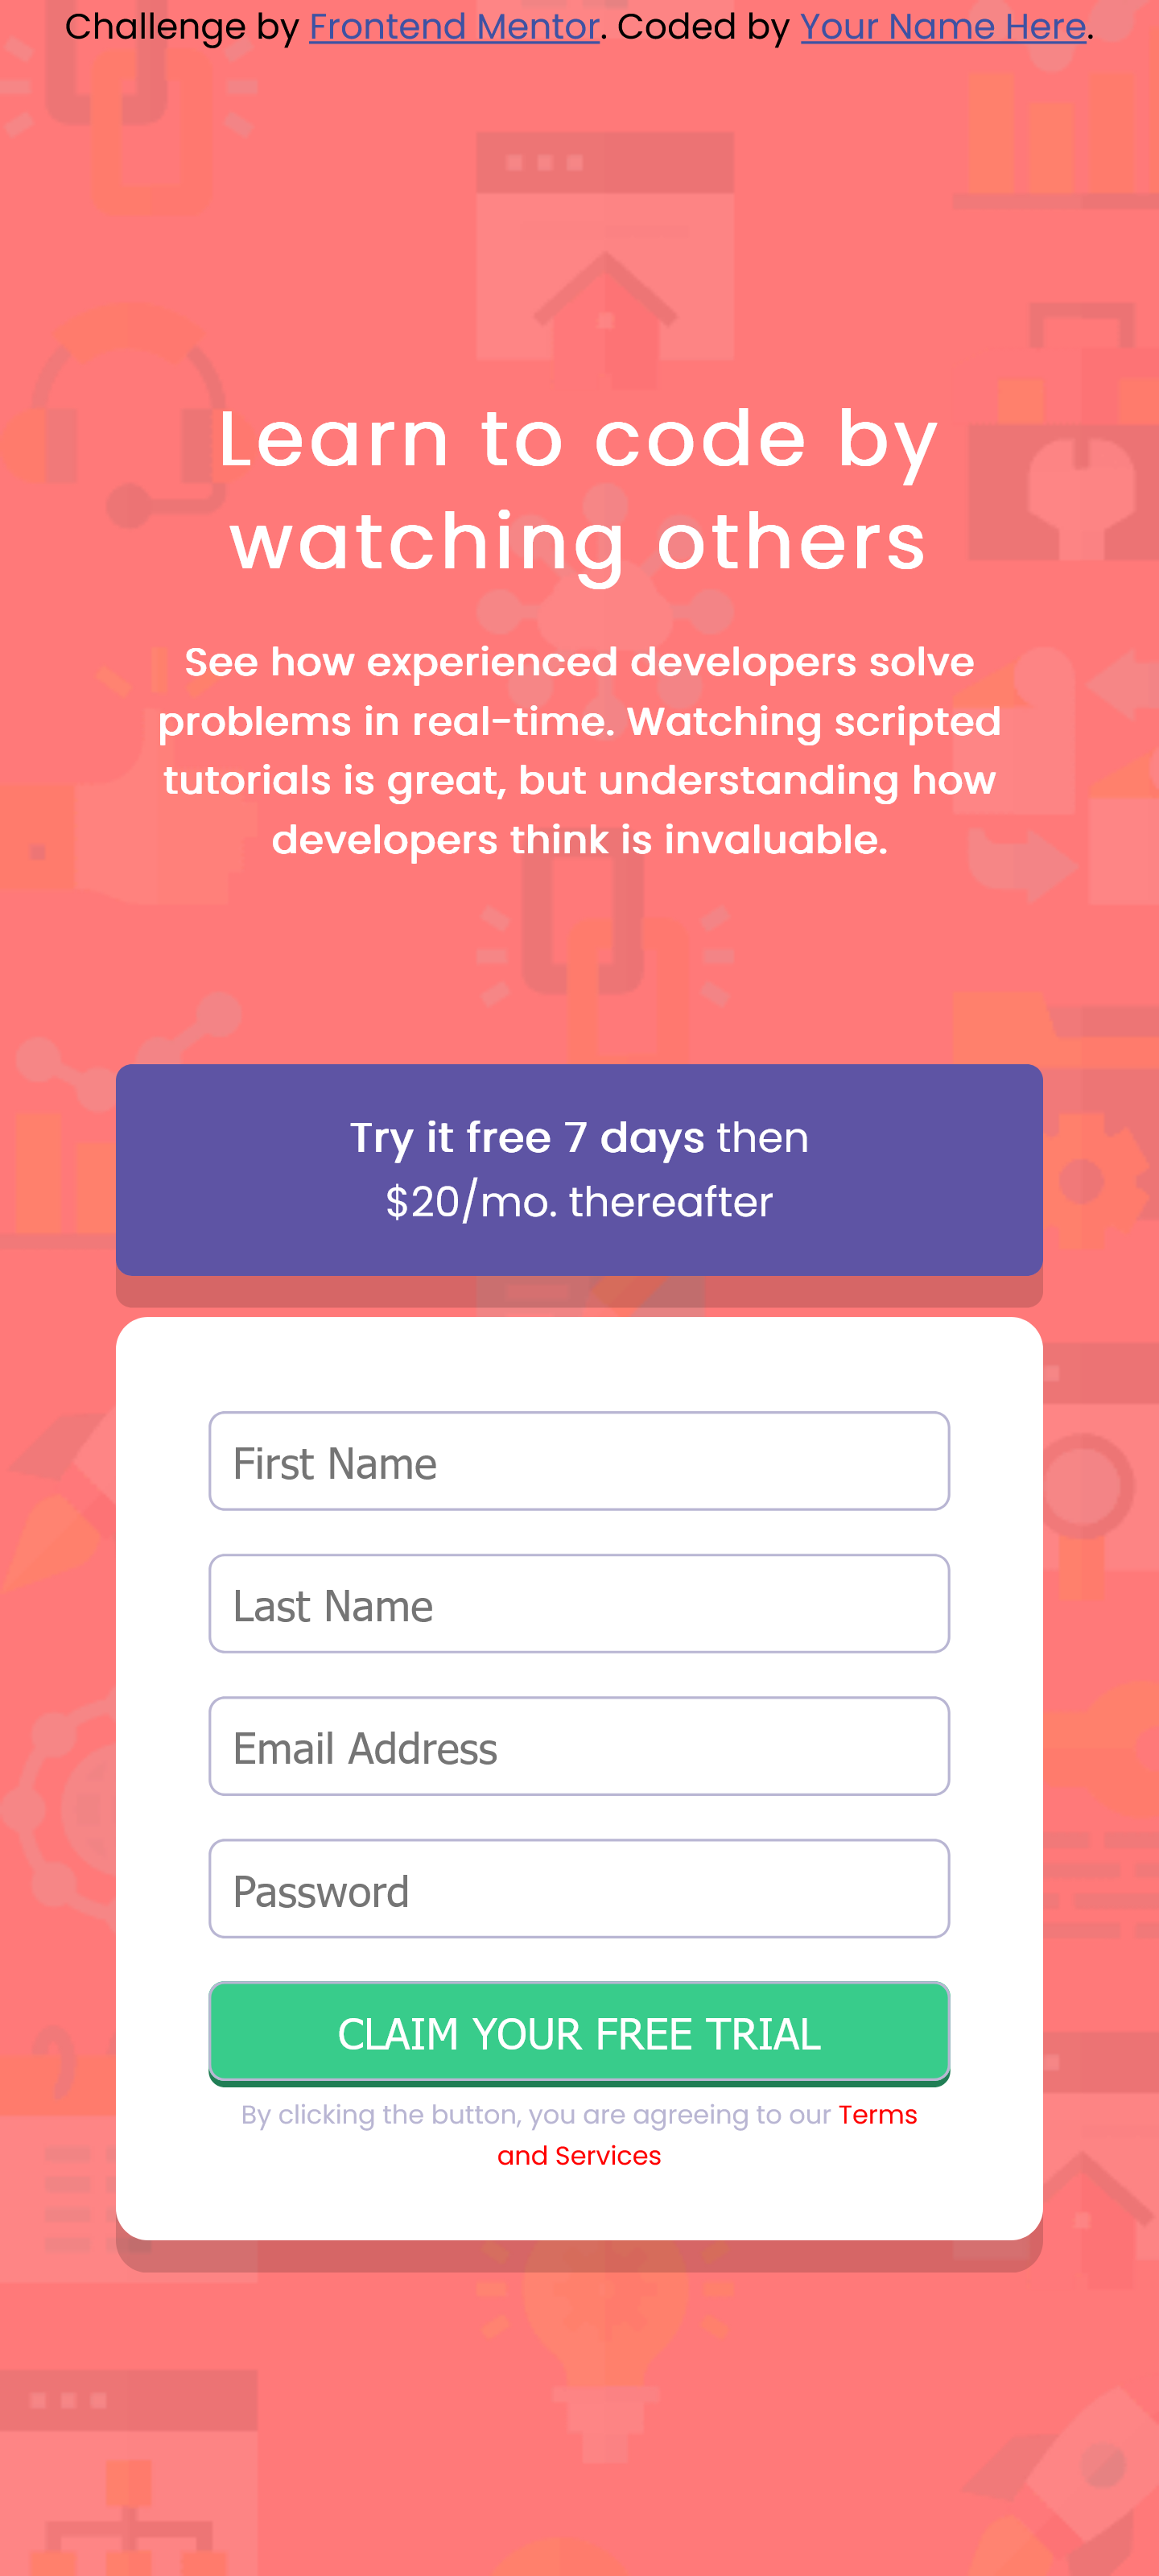 Challenge by Frontend Mentor. Coded by Your Name Here.
Learn to code by
watching others
See how experienced developers solve
problems in real-time. Watching scripted
tutorials is great, but understanding how
developers think is invaluable.
Try it free 7 days then
$20/mo. thereafter
First Name
Last Name
Email Address
Password
CLAIM YOUR FREE TRIAL
By clicking the button, you are agreeing to our Terms
and Services